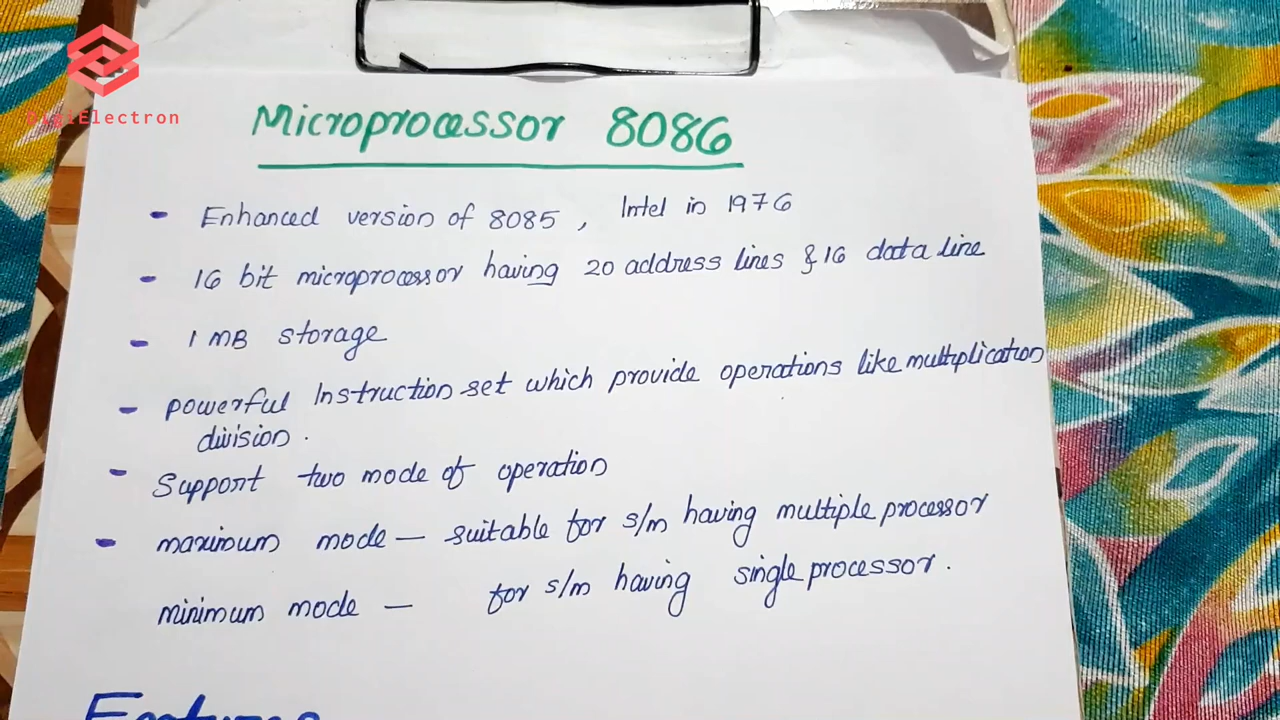 DigiElectron
Microprocessor 8086
- Enhanced version of 8085, Intel in 1976
- 16 bit microprocessor having 20 address lines & 16 data line
- 1 MB storage
- powerful Instruction set which provide operations like multiplication
division.
- Support two mode of operation
- maximum mode — suitable for s/m having multiple processor
minimum mode — for s/m having single processor.
Features